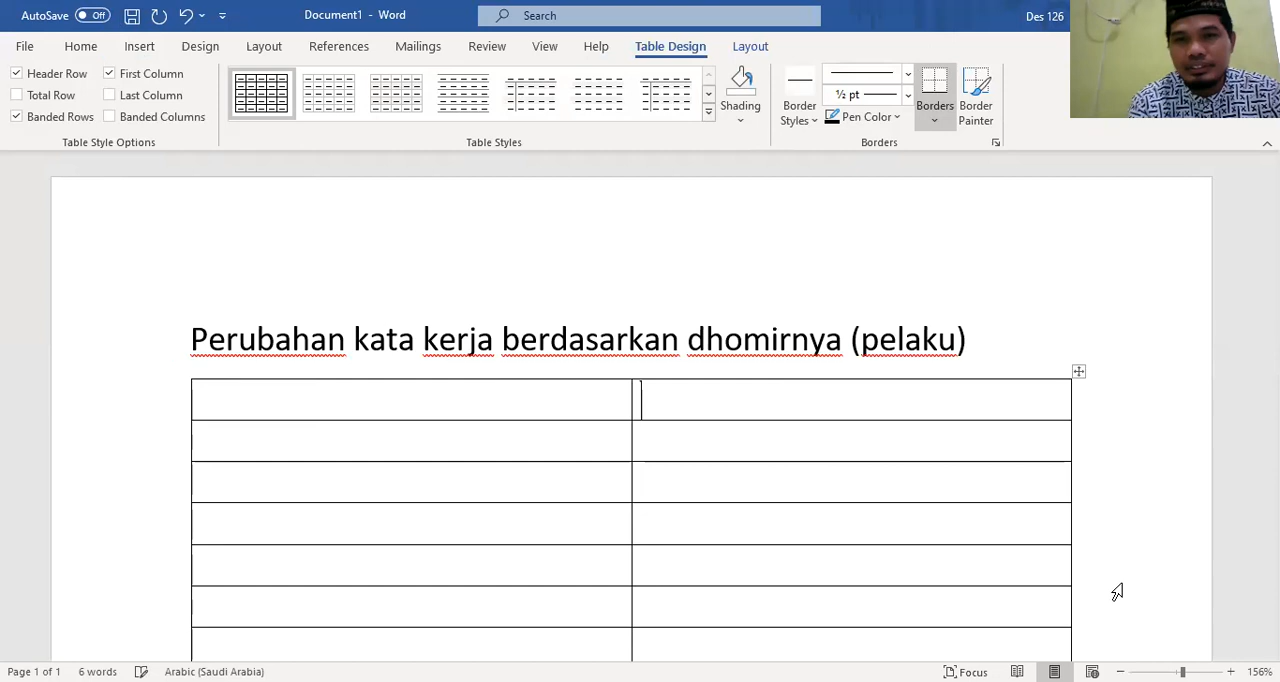 AutoSave Off Document1 - Word Search Des 126
File Home Insert Design Layout References Mailings Review View Help Table Design Layout
Header Row First Column
Total Row Last Column
Banded Rows Banded Columns
Table Style Options
Table Styles
Shading
Border Styles
½ pt
Pen Color
Borders
Border Painter
Borders
Perubahan kata kerja berdasarkan dhomirnya (pelaku)
Page 1 of 1 6 words Arabic (Saudi Arabia) Focus 156%